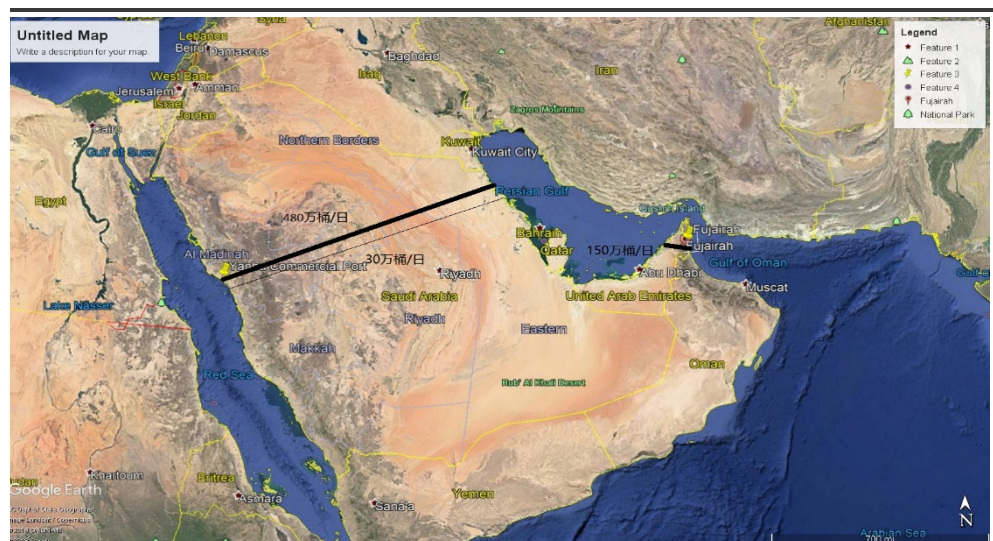 Untitled Map
Write a description for your map.
Legend
Feature 1
Feature 2
Feature 3
Feature 4
Fujairah
National Park
Syria
Afghanistan
Lebanon
Beirut
Damascus
Baghdad
Iraq
Iran
West Bank
Jerusalem
Amman
Israel
Jordan
Zagros Mountains
Cairo
Northern Borders
Kuwait
Kuwait City
Gulf of Suez
Persian Gulf
Egypt
Qeshm Island
480万桶/日
Bahrain
Fujairah
Al Madinah
30万桶/日
Qatar
150万桶/日
Fujairah
Yanbu Commercial Port
Riyadh
Abu Dhabi
Gulf of Oman
Saudi Arabia
United Arab Emirates
Muscat
Lake Nasser
Riyadh
Eastern
Makkah
Oman
Red Sea
Rub' Al Khali Desert
Khartoum
Eritrea
Google Earth
Asmara
Yemen
Sana'a
N
Arabian Sea
700 mi